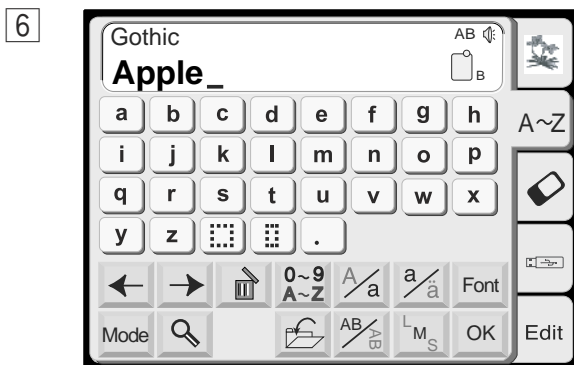 6
Gothic
AB
Apple_
B
a b c d e f g h
A~Z
i j k l m n o p
q r s t u v w x
y z .
0~9
A~Z
A/a
a/ä
Font
Mode
AB/AB
L M S
OK
Edit